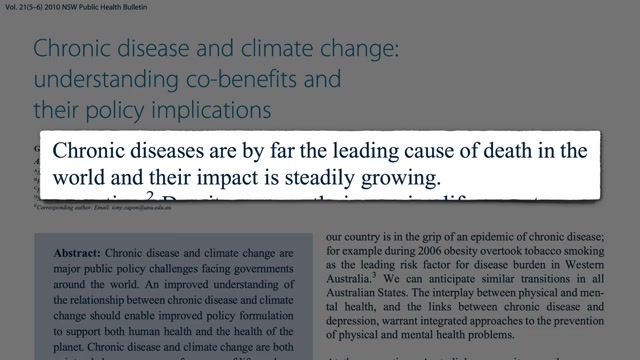 Vol. 21(5–6) 2010 NSW Public Health Bulletin
Chronic disease and climate change:
understanding co-benefits and
their policy implications
Chronic diseases are by far the leading cause of death in the
world and their impact is steadily growing.
Abstract: Chronic disease and climate change are
major public policy challenges facing governments
around the world. An improved understanding of
the relationship between chronic disease and climate
change should enable improved policy formulation
to support both human health and the health of the
planet. Chronic disease and climate change are both
our country is in the grip of an epidemic of chronic disease;
for example during 2006 obesity overtook tobacco smoking
as the leading risk factor for disease burden in Western
Australia.3 We can anticipate similar transitions in all
Australian States. The interplay between physical and men-
tal health, and the links between chronic disease and
depression, warrant integrated approaches to the prevention
of physical and mental health problems.